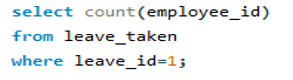 select count(employee_id)
from leave_taken
where leave_id=1;